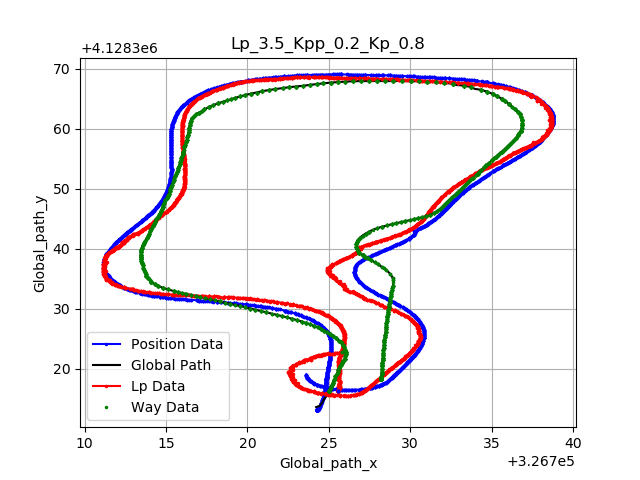 Lp_3.5_Kpp_0.2_Kp_0.8
+4.1283e6
70
60
50
40
30
20
Global_path_y
Position Data
Global Path
Lp Data
Way Data
10 15 20 25 30 35 40
Global_path_x
+3.267e5